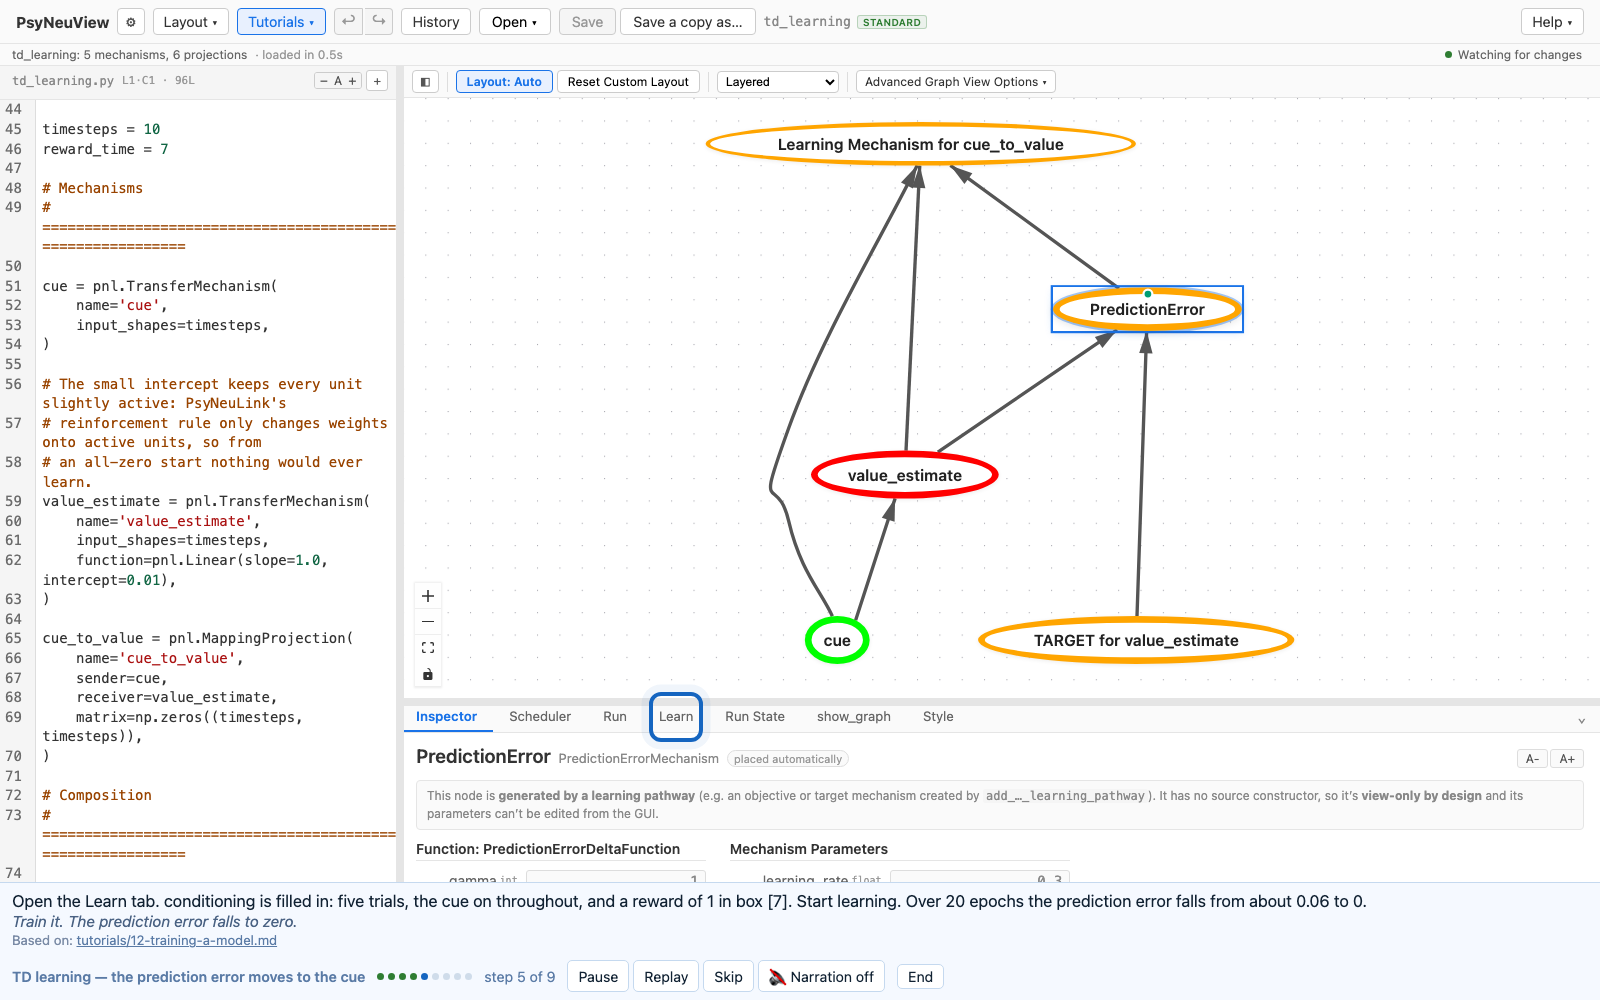 PsyNeuView
Layout
Tutorials
History
Open
Save
Save a copy as...
td_learning STANDARD
Help
td_learning: 5 mechanisms, 6 projections · loaded in 0.5s
Watching for changes
td_learning.py L1:C1 · 96L
− A +
+
Layout: Auto
Reset Custom Layout
Layered
Advanced Graph View Options
44
45 timesteps = 10
46 reward_time = 7
47
48 # Mechanisms
49 #
=========================================
=================
50
51 cue = pnl.TransferMechanism(
52 name='cue',
53 input_shapes=timesteps,
54 )
55
56 # The small intercept keeps every unit
slightly active: PsyNeuLink's
57 # reinforcement rule only changes weights
onto active units, so from
58 # an all-zero start nothing would ever
learn.
59 value_estimate = pnl.TransferMechanism(
60 name='value_estimate',
61 input_shapes=timesteps,
62 function=pnl.Linear(slope=1.0,
intercept=0.01),
63 )
64
65 cue_to_value = pnl.MappingProjection(
66 name='cue_to_value',
67 sender=cue,
68 receiver=value_estimate,
69 matrix=np.zeros((timesteps,
timesteps)),
70 )
71
72 # Composition
73 #
=========================================
=================
74
Learning Mechanism for cue_to_value
PredictionError
value_estimate
cue
TARGET for value_estimate
Inspector
Scheduler
Run
Learn
Run State
show_graph
Style
PredictionError PredictionErrorMechanism placed automatically
A-
A+
This node is generated by a learning pathway (e.g. an objective or target mechanism created by add_…_learning_pathway). It has no source constructor, so it's view-only by design and its
parameters can't be edited from the GUI.
Function: PredictionErrorDeltaFunction
Mechanism Parameters
gamma int 1
learning_rate float 0.3
Open the Learn tab. conditioning is filled in: five trials, the cue on throughout, and a reward of 1 in box [7]. Start learning. Over 20 epochs the prediction error falls from about 0.06 to 0.
Train it. The prediction error falls to zero.
Based on: tutorials/12-training-a-model.md
TD learning — the prediction error moves to the cue
step 5 of 9
Pause
Replay
Skip
Narration off
End